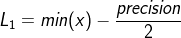 L₁ = min(x) − precision/2